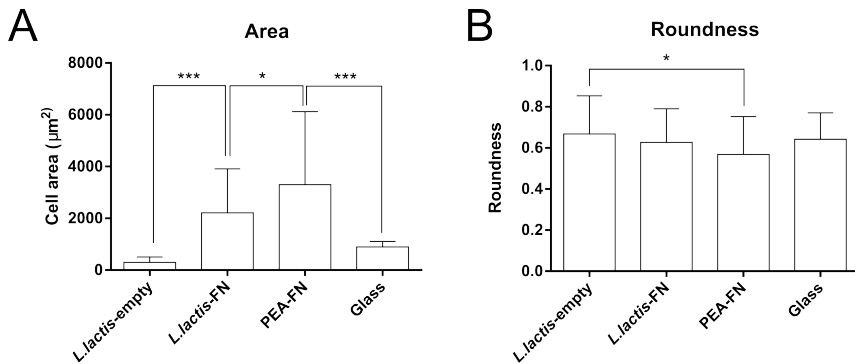 A
Area
8000
6000
4000
2000
0
Cell area (μm²)
***
*
***
L.lactis-empty
L.lactis-FN
PEA-FN
Glass
B
Roundness
1.0
0.8
0.6
0.4
0.2
0.0
Roundness
*
L.lactis-empty
L.lactis-FN
PEA-FN
Glass